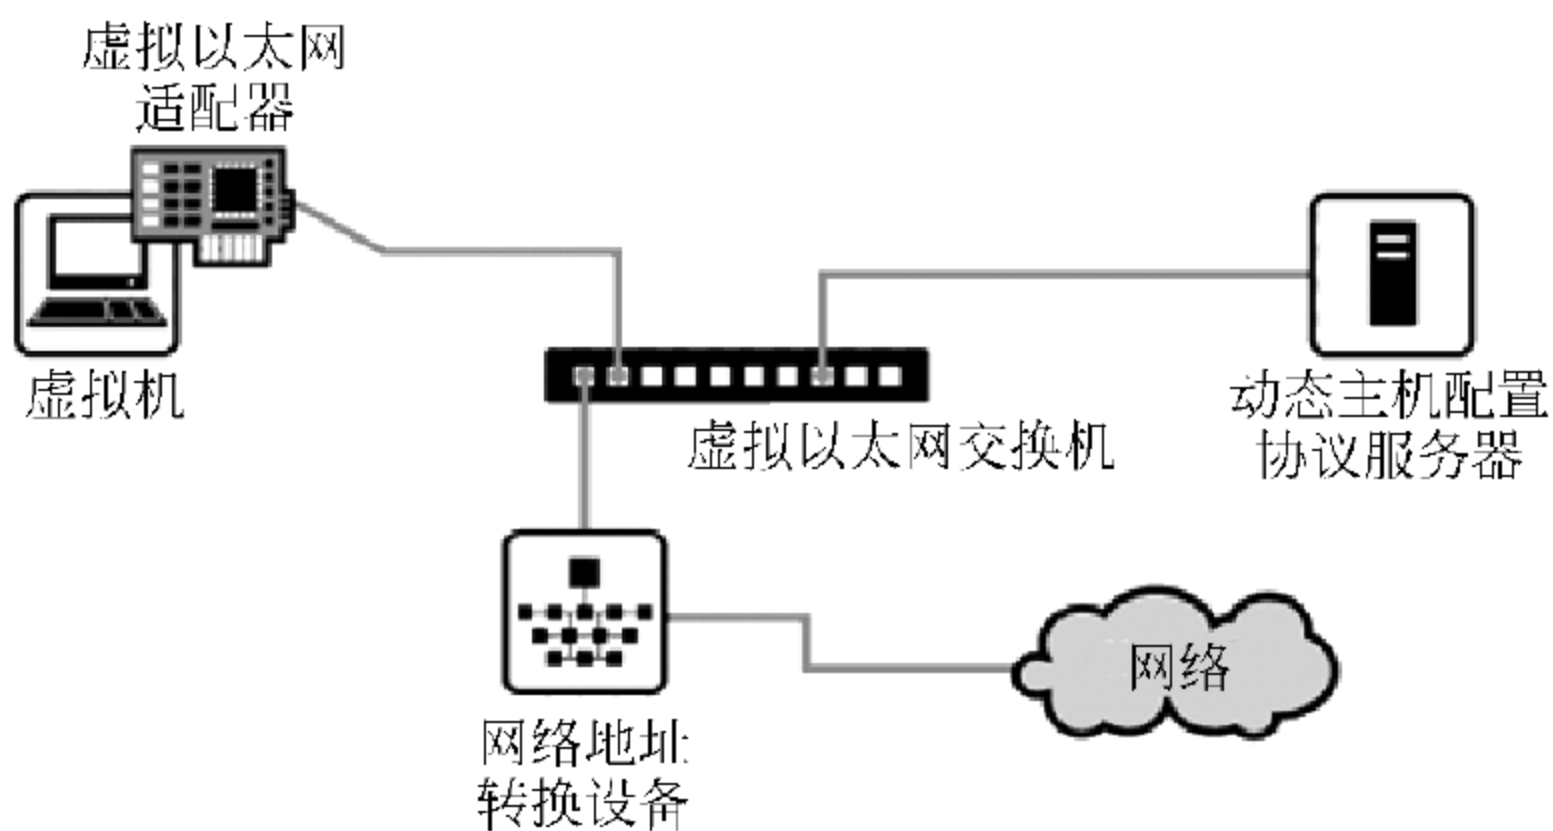 虚拟以太网
适配器
虚拟机
虚拟以太网交换机
动态主机配置
协议服务器
网络地址
转换设备
网络